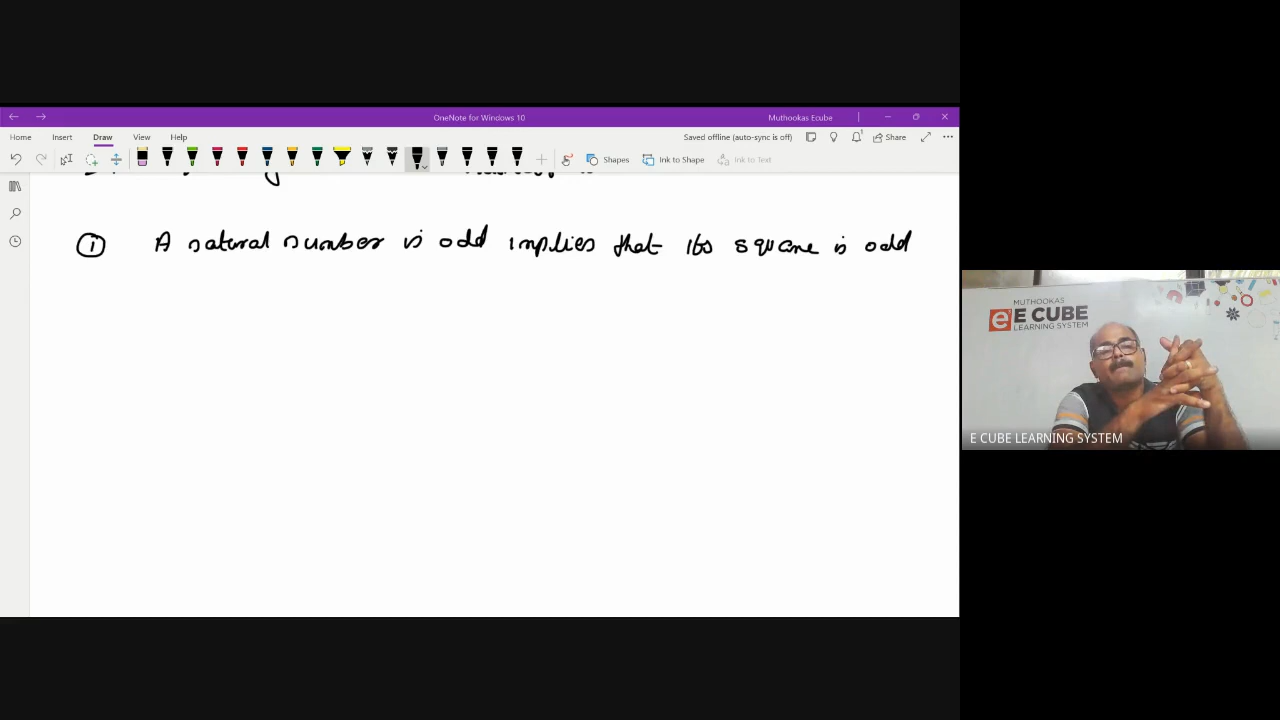 OneNote for Windows 10
Muthookas Ecube
Home Insert Draw View Help
Saved offline (auto-sync is off)
Share
Shapes
Ink to Shape
Ink to Text
① A natural number is odd implies that its square is odd
MUTHOOKAS
e E CUBE
LEARNING SYSTEM
E CUBE LEARNING SYSTEM